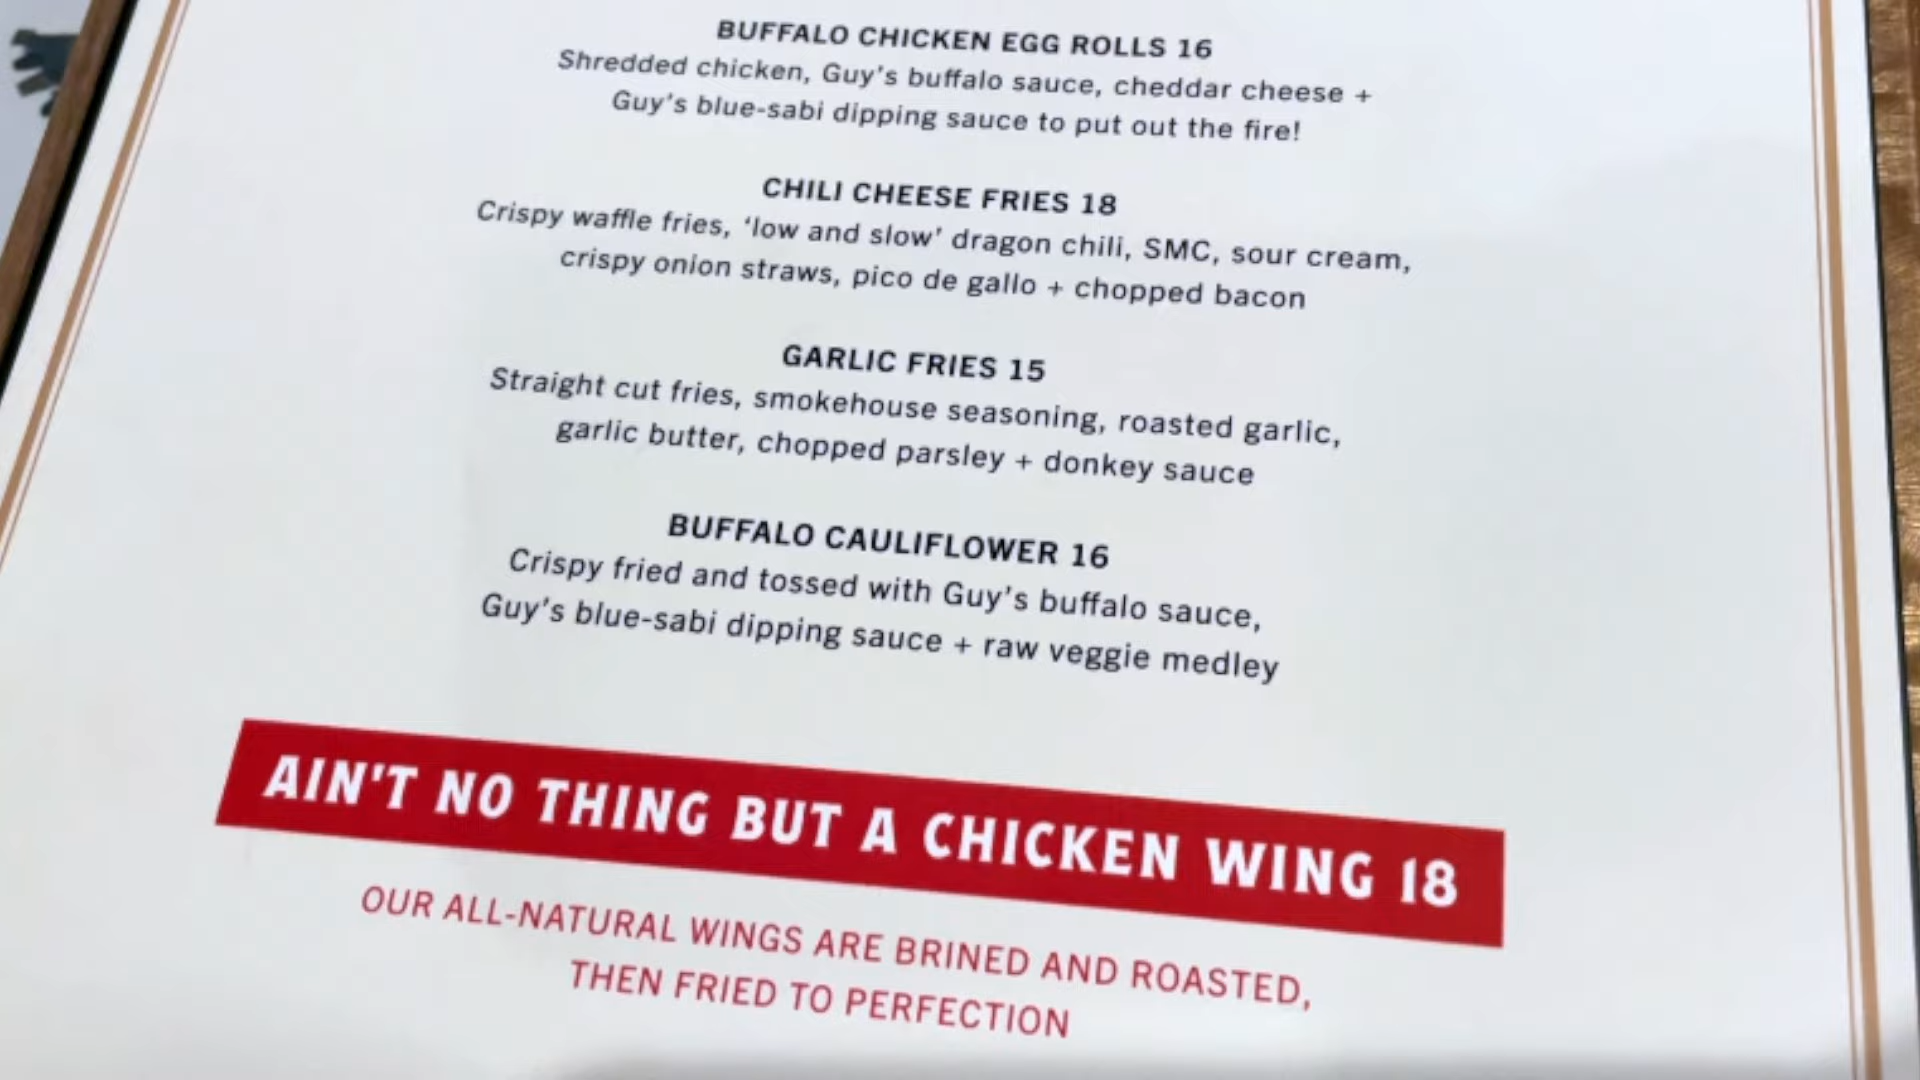 BUFFALO CHICKEN EGG ROLLS 16
Shredded chicken, Guy's buffalo sauce, cheddar cheese +
Guy's blue-sabi dipping sauce to put out the fire!
CHILI CHEESE FRIES 18
Crispy waffle fries, 'low and slow' dragon chili, SMC, sour cream,
crispy onion straws, pico de gallo + chopped bacon
GARLIC FRIES 15
Straight cut fries, smokehouse seasoning, roasted garlic,
garlic butter, chopped parsley + donkey sauce
BUFFALO CAULIFLOWER 16
Crispy fried and tossed with Guy's buffalo sauce,
Guy's blue-sabi dipping sauce + raw veggie medley
AIN'T NO THING BUT A CHICKEN WING 18
OUR ALL-NATURAL WINGS ARE BRINED AND ROASTED,
THEN FRIED TO PERFECTION